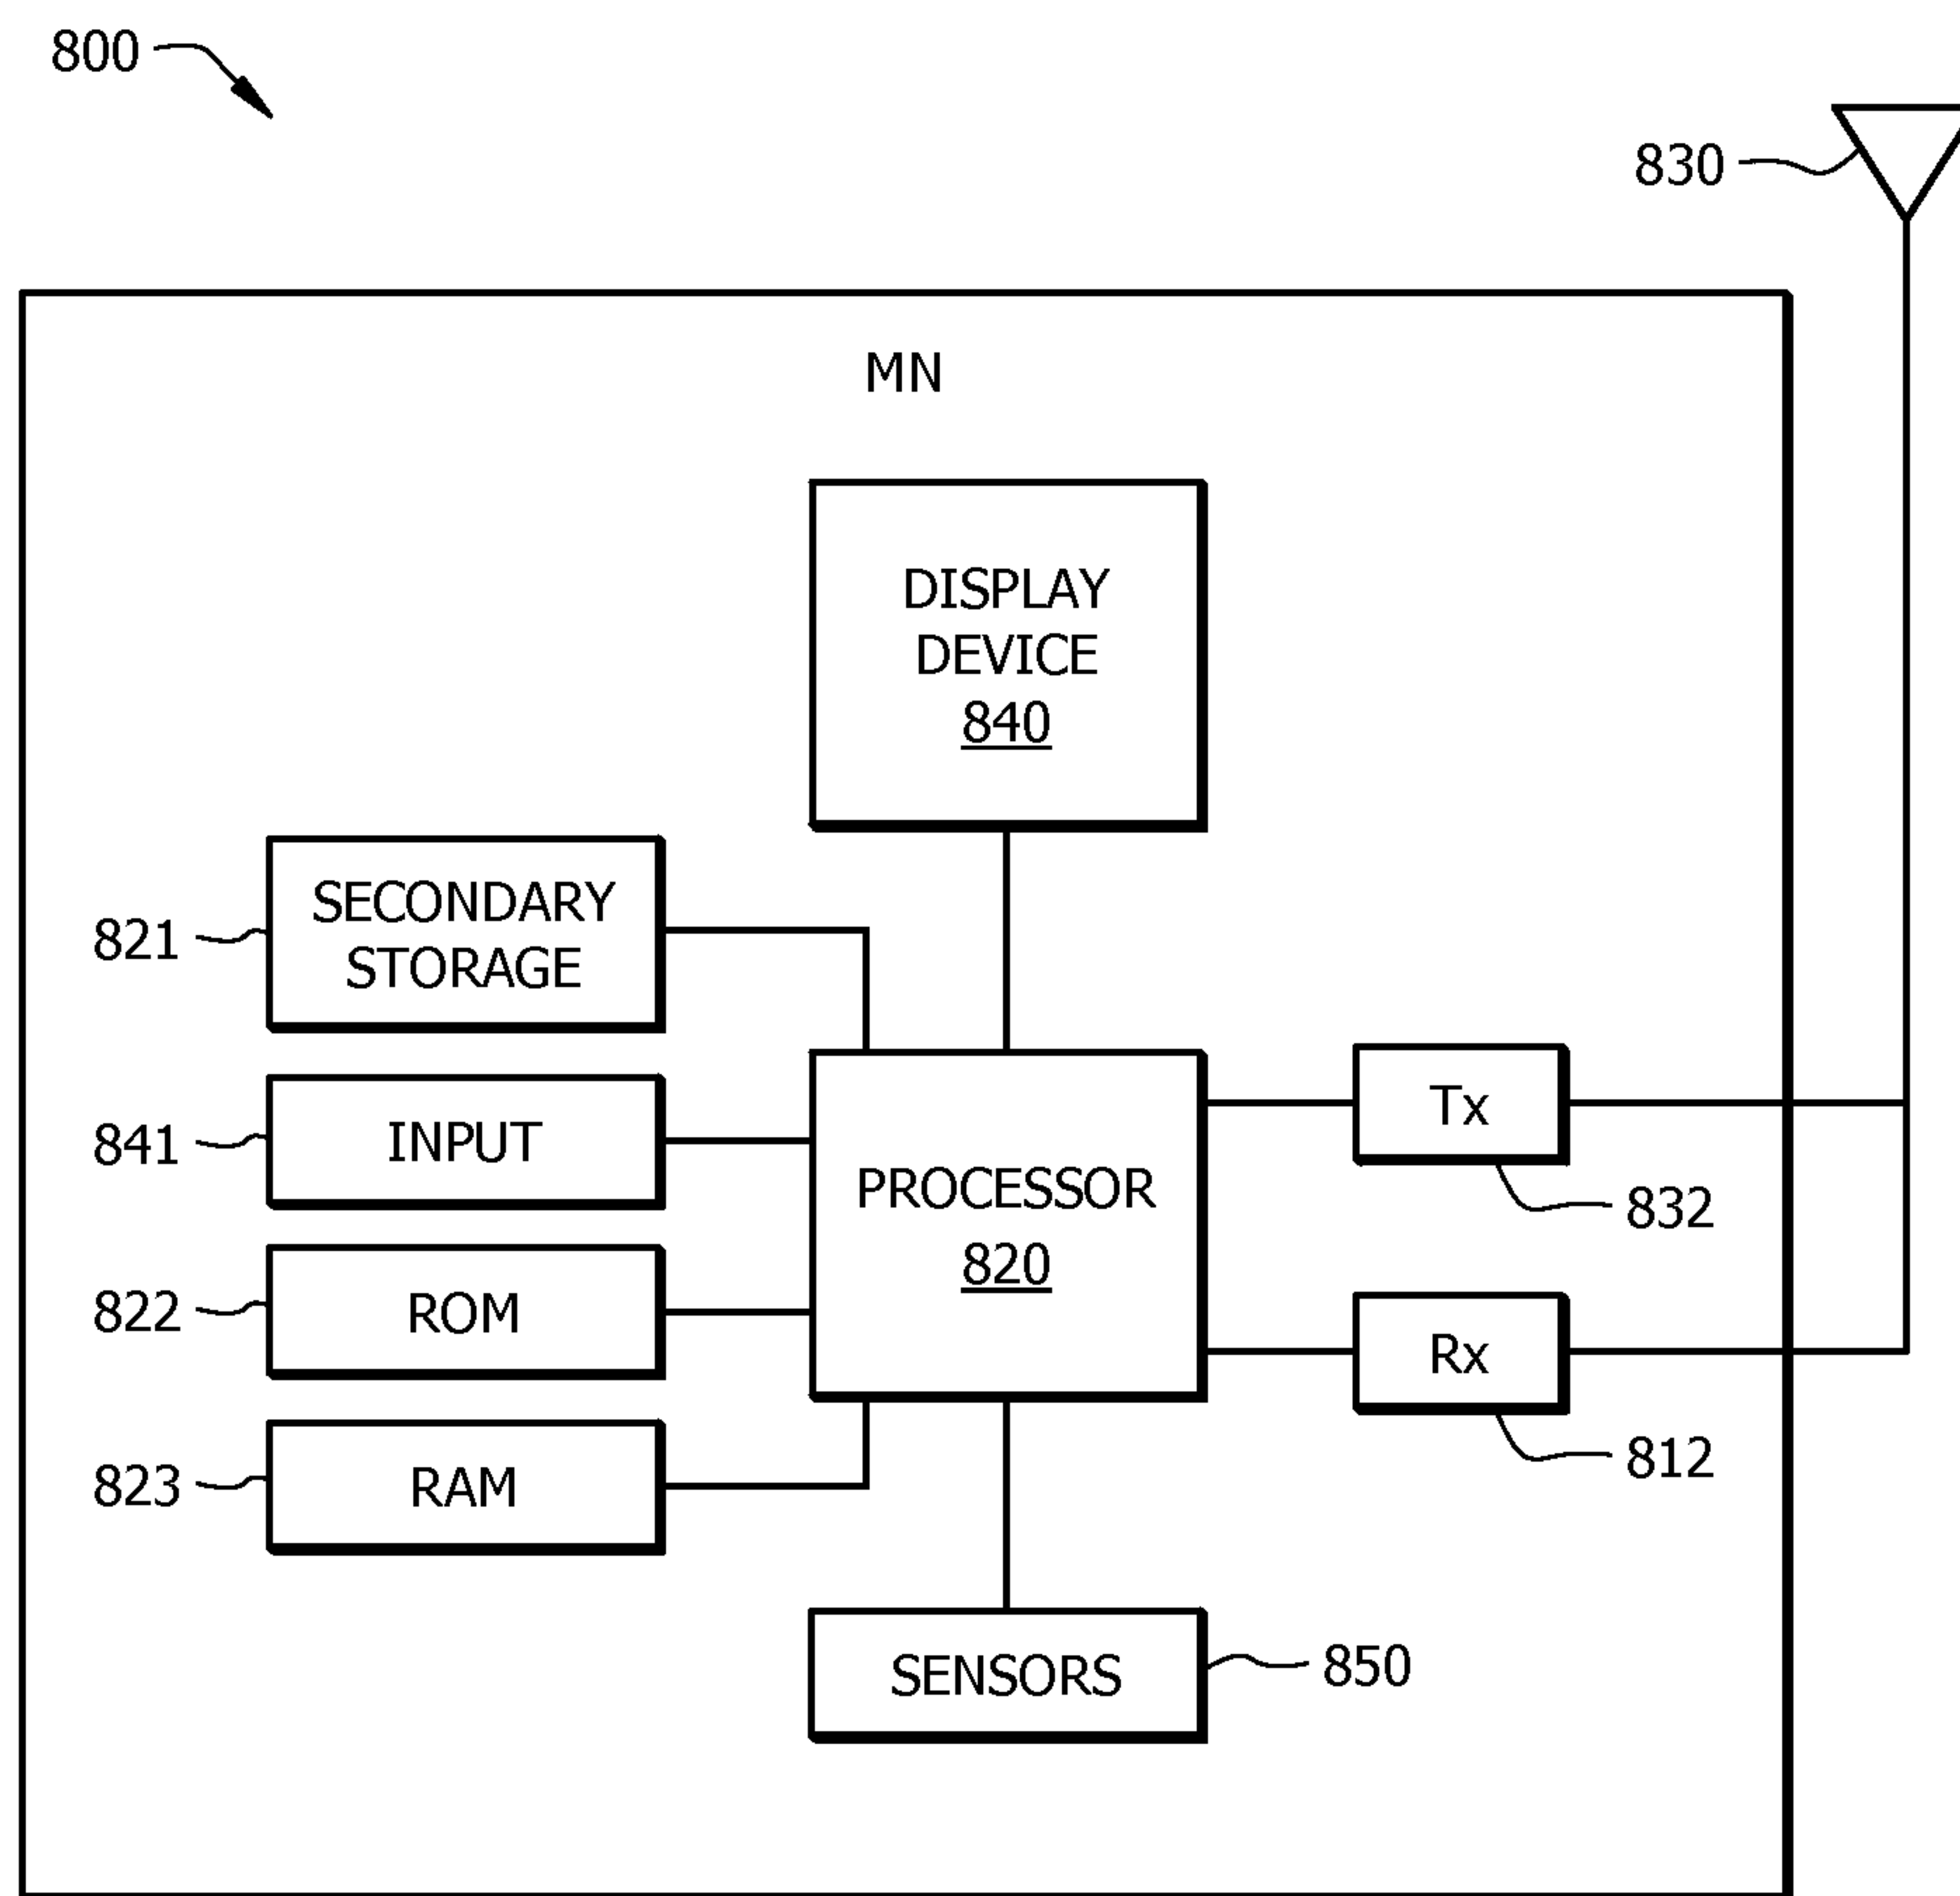 800
830
MN
DISPLAY
DEVICE
840
SECONDARY
STORAGE
821
INPUT
841
PROCESSOR
820
Tx
832
ROM
822
Rx
812
RAM
823
SENSORS
850